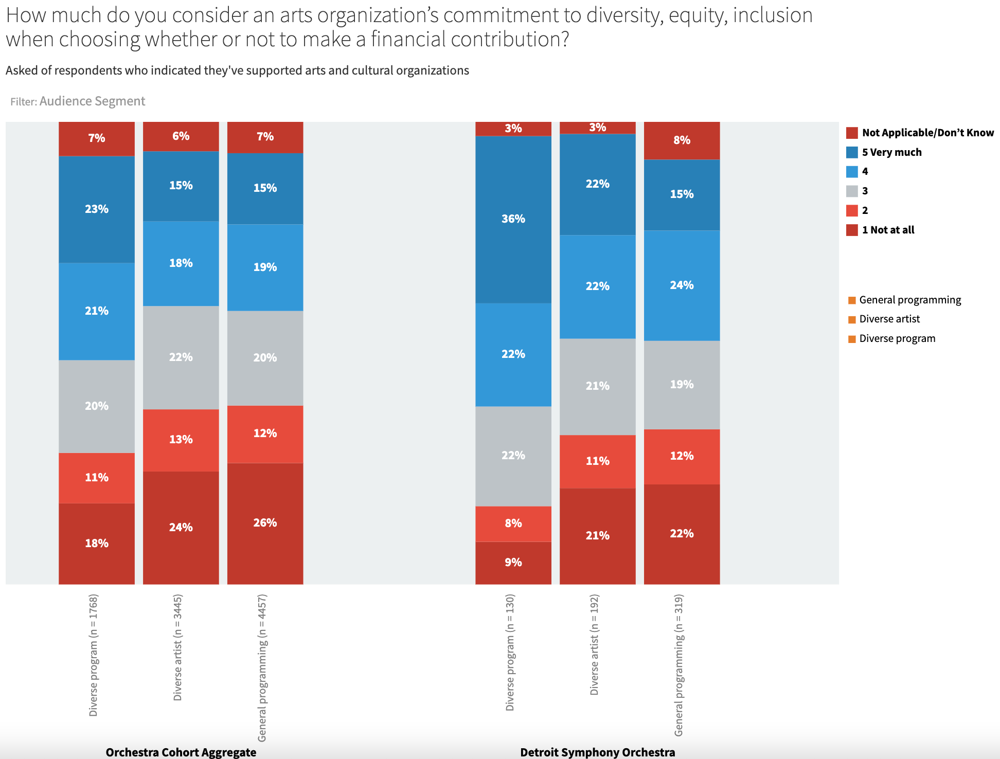 How much do you consider an arts organization’s commitment to diversity, equity, inclusion
when choosing whether or not to make a financial contribution?
Asked of respondents who indicated they've supported arts and cultural organizations
Filter: Audience Segment
7%
23%
21%
20%
11%
18%
6%
15%
18%
22%
13%
24%
7%
15%
19%
20%
12%
26%
3%
36%
22%
22%
8%
9%
3%
22%
22%
21%
11%
21%
8%
15%
24%
19%
12%
22%
Not Applicable/Don’t Know
5 Very much
4
3
2
1 Not at all
General programming
Diverse artist
Diverse program
Diverse program (n = 1768)
Diverse artist (n = 3445)
General programming (n = 4457)
Diverse program (n = 130)
Diverse artist (n = 192)
General programming (n = 319)
Orchestra Cohort Aggregate
Detroit Symphony Orchestra